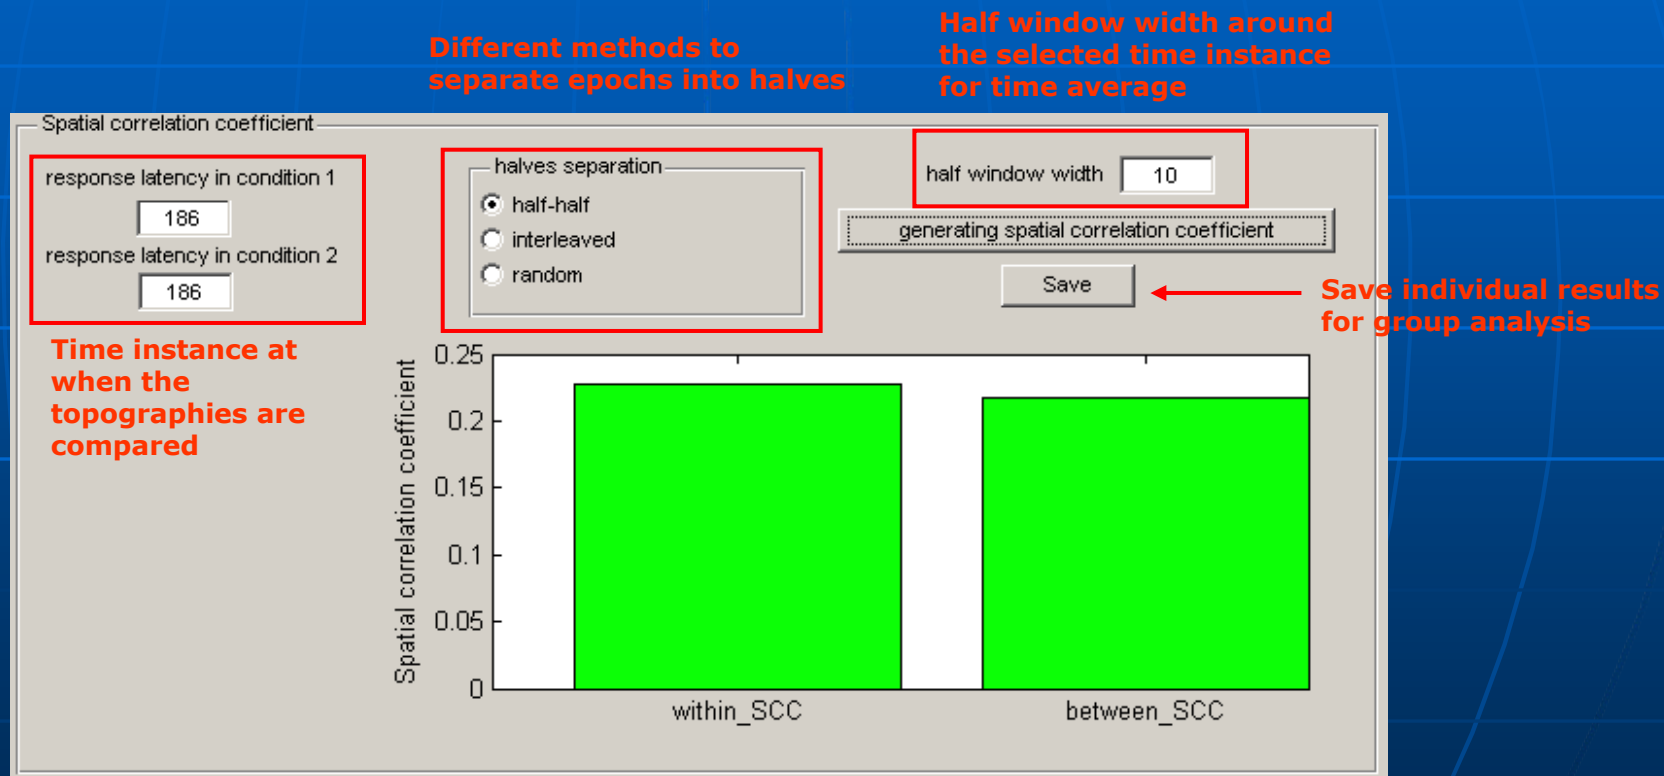 Different methods to
separate epochs into halves
Half window width around
the selected time instance
for time average
Spatial correlation coefficient
response latency in condition 1
186
response latency in condition 2
186
halves separation
half-half
interleaved
random
half window width
10
generating spatial correlation coefficient
Save
Save individual results
for group analysis
Time instance at
when the
topographies are
compared
Spatial correlation coefficient
0.25
0.2
0.15
0.1
0.05
0
within_SCC
between_SCC